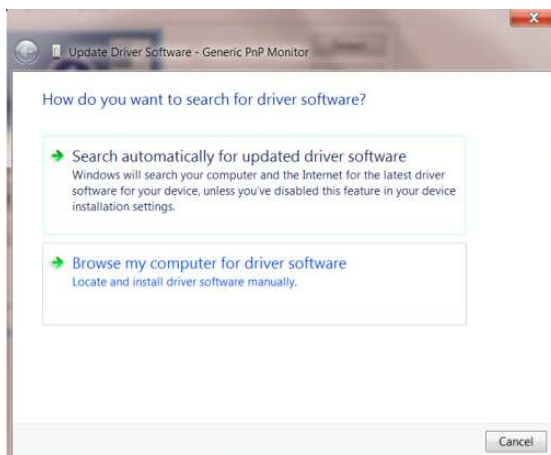 Update Driver Software - Generic PnP Monitor
How do you want to search for driver software?
Search automatically for updated driver software
Windows will search your computer and the Internet for the latest driver
software for your device, unless you've disabled this feature in your device
installation settings.
Browse my computer for driver software
Locate and install driver software manually.
Cancel